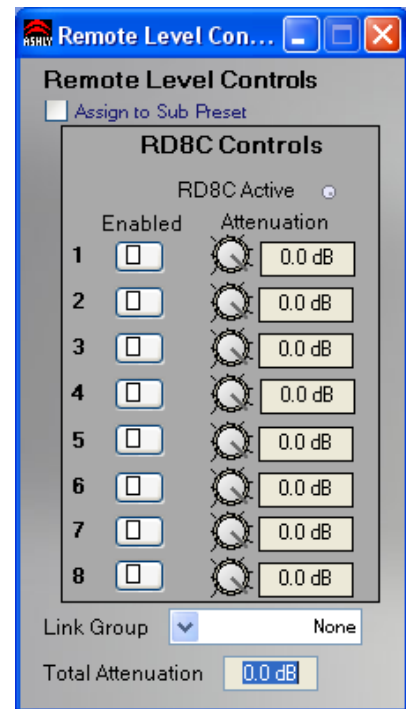 ASHLY Remote Level Con...
Remote Level Controls
Assign to Sub Preset
RD8C Controls
RD8C Active
Enabled Attenuation
1 0.0 dB
2 0.0 dB
3 0.0 dB
4 0.0 dB
5 0.0 dB
6 0.0 dB
7 0.0 dB
8 0.0 dB
Link Group None
Total Attenuation 0.0 dB